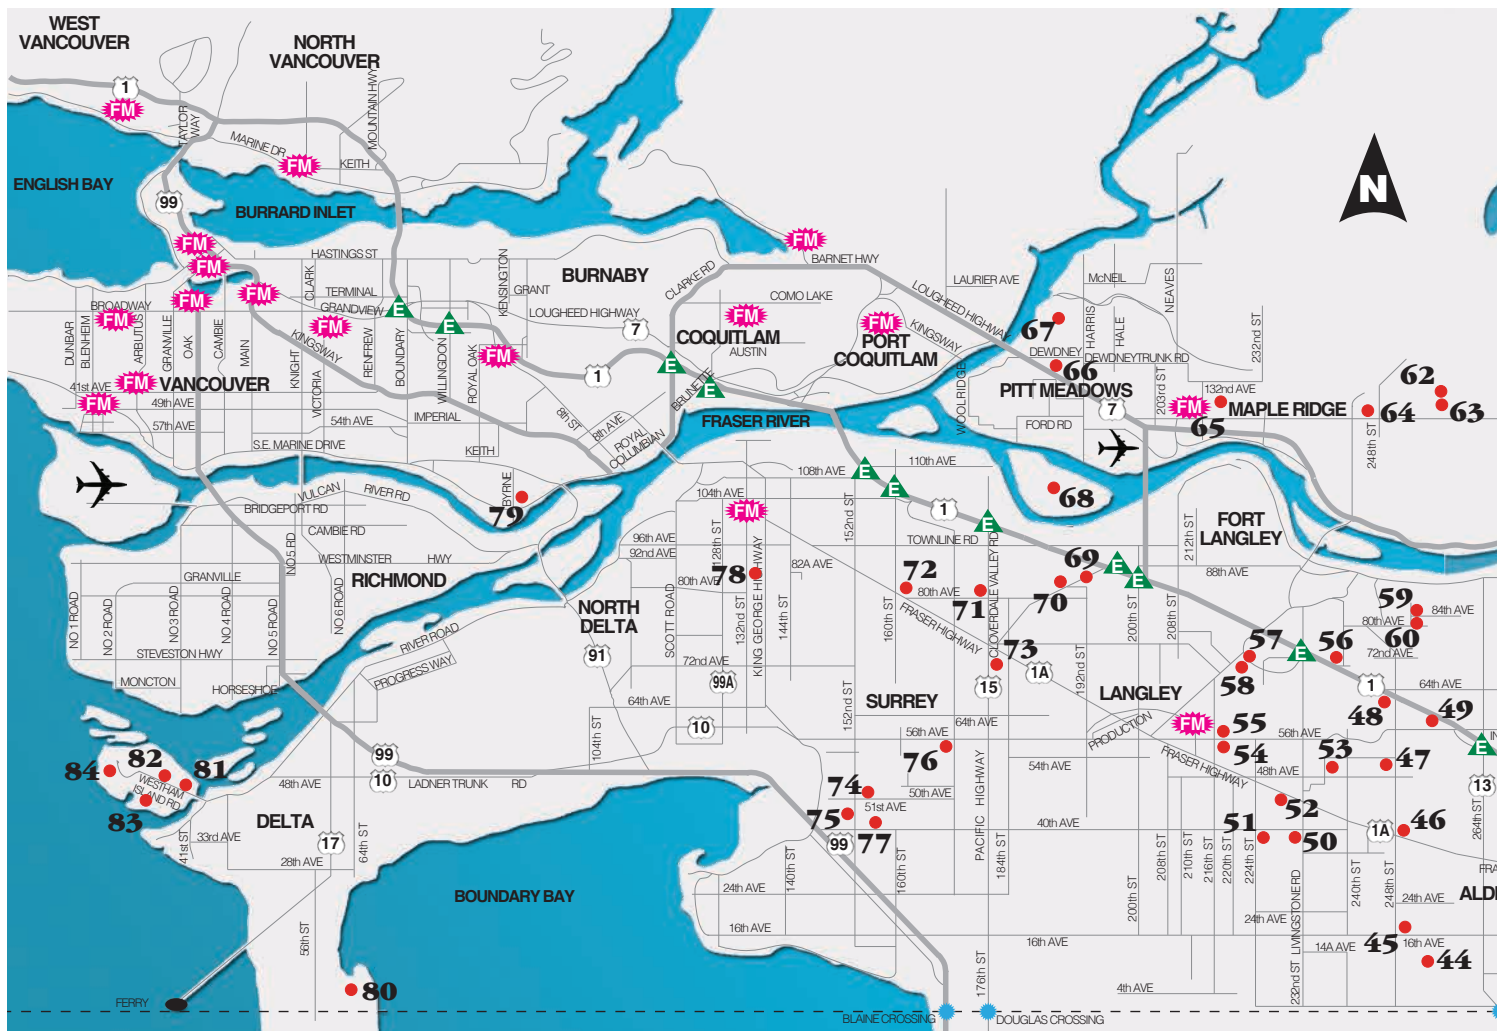 WEST
VANCOUVER
NORTH
VANCOUVER
1
FM
TAYLOR
WAY
MOUNTAIN HWY
MARINE DR
FM
KEITH
ENGLISH BAY
99
BURRARD INLET
N
FM
FM
HASTINGS ST
FM
BARNET HWY
BURNABY
CLARKE RD
LAURIER AVE
McNEIL
NEAVES
CLARK
TERMINAL
KENSINGTON
GRANT
COMO LAKE
LOUGHEED HIGHWAY
BROADWAY
FM
FM
GRANDVIEW
E
E
LOUGHEED HIGHWAY
7
FM
FM
KINGSWAY
67
HARRIS
HALE
232nd ST
FM
DUNBAR
BLENHEIM
ARBUTUS
GRANVILLE
OAK
CAMBIE
MAIN
KINGSWAY
FM
RENFREW
BOUNDARY
WILINGDON
ROYAL OAK
FM
COQUITLAM
AUSTIN
PORT
COQUITLAM
DEWDNEY
DEWDNEYTRUNK RD
KNIGHT
VICTORIA
1
E
E
BRUNETTE
66
PITT MEADOWS
203rd ST
132nd AVE
62
41st AVE
FM
VANCOUVER
FM
49th AVE
57th AVE
54th AVE
IMPERIAL
8th ST
8th AVE
ROYAL
COLUMBIAN
FRASER RIVER
WOOLRIDGE
7
FM
65
MAPLE RIDGE
64
63
FORD RD
248th ST
S.E. MARINE DRIVE
KEITH
108th AVE
E
110th AVE
E
VULCAN
RIVER RD
BRIDGEPORT RD
BYRNE
79
104th AVE
FM
152nd ST
1
E
68
FORT
LANGLEY
212th ST
NO 5 RD
CAMBIE RD
WESTMINSTER
HWY
96th AVE
92nd AVE
128th ST
TOWNLINE RD
RICHMOND
GRANVILLE
82A AVE
80th AVE
78
72
80th AVE
71
70
69
E
E
88th AVE
NO 1 ROAD
NO 2 ROAD
NO 3 ROAD
NO 4 ROAD
NO 5 ROAD
NO 6 ROAD
NORTH
DELTA
SCOTT ROAD
132nd ST
KING GEORGE HIGHWAY
144th ST
160th ST
FRASER HIGHWAY
CLOVERDALE VALLEY RD
200th ST
208th ST
59
84th AVE
80th AVE
60
RIVER ROAD
PROGRESS WAY
STEVESTON HWY
91
72nd AVE
73
1A
192nd ST
57
58
E
56
72nd AVE
MONCTON
HORSESHOE
99A
64th AVE
15
SURREY
LANGLEY
1
64th AVE
48
49
152nd ST
64th AVE
104th ST
10
56th AVE
76
PRODUCTION
FM
55
54
56th AVE
E
99
10
84
82
81
WESTHAM
ISLAND RD
83
48th AVE
LADNER TRUNK
RD
54th AVE
FRASER HIGHWAY
48th AVE
53
47
74
50th AVE
51st AVE
75
77
PACIFIC HIGHWAY
52
13
264th ST
DELTA
41st ST
33rd AVE
17
28th AVE
64th ST
99
40th AVE
51
50
1A
46
140th ST
160th ST
184th ST
208th ST
210th ST
216th ST
220th ST
224th ST
240th ST
248th ST
FRA
BOUNDARY BAY
24th AVE
200th ST
24th AVE
LIVINGSTONE RD
24th AVE
ALD
16th AVE
16th AVE
14A AVE
45
16th AVE
44
56th ST
176th ST
232nd ST
80
4th AVE
FERRY
BLAINE CROSSING
DOUGLAS CROSSING